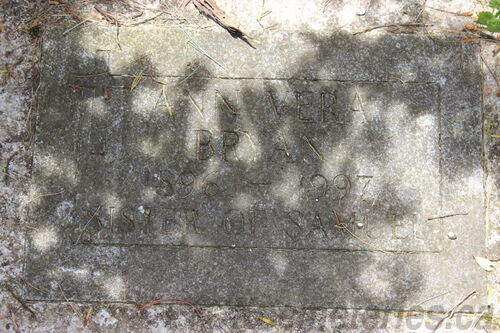 ANN VERA
BRYAN
1896 – 1997
SISTER OF SAMUEL